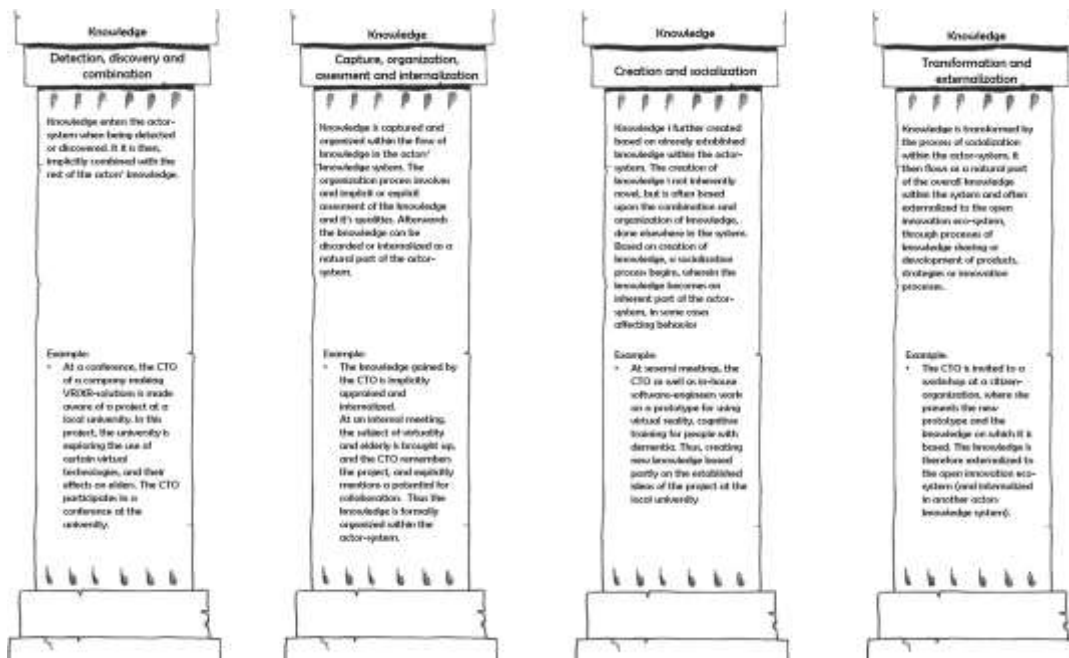 Knowledge
Detection, discovery and
combination
Knowledge enters the actor-
system when being detected
or discovered. It it is then,
implicitly combined with the
rest of the actors' knowledge.
Example:
• At a conference, the CTO
of a company making
VR/XR-solutions is made
aware of a project at a
local university. In this
project, the university is
exploring the use of
certain virtual
technologies, and their
effects on elders. The CTO
participates in a
conference at the
university.
Knowledge
Capture, organization,
assesment and internalization
Knowledge is captured and
organized within the flow of
knowledge in the actors'
knowledge system. The
organization process involves
and implicit or explicit
assesment of the knowledge
and it's qualities. Afterwards
the knowledge can be
discarded or internalized as a
natural part of the actor-
system.
Example:
• The knowledge gained by
the CTO is implicitly
appraised and
internalized.
At an internal meeting,
the subject of virtuality
and elderly is brought up,
and the CTO remembers
the project, and explicitly
mentions a potential for
collaboration. Thus the
knowledge is formally
organized within the
actor-system.
Knowledge
Creation and socialization
Knowledge i further created
based on already established
knowledge within the actor-
system. The creation of
knowledge i not inherently
novel, but is often based
upon the combination and
organization of knowledge,
done elsewhere in the system.
Based on creation of
knowledge, a socialization
process begins, wherein the
knowledge becomes an
inherent part of the actor-
system, in some cases
affecting behavior
Example:
• At several meetings, the
CTO as well as in-house
software-engineers work
on a prototype for using
virtual reality, cognitive
training for people with
dementia. Thus, creating
new knowledge based
partly on the established
ideas of the project at the
local university
Knowledge
Transformation and
externalization
Knowledge is transformed by
the process of socialization
within the actor-system. It
then flows as a natural part
of the overall knowledge
within the system and often
externalized to the open
innovation eco-system,
through processes of
knowledge sharing or
development of products,
strategies or innovation
processes.
Example:
• The CTO is invited to a
workshop at a citizen-
organization, where she
presents the new
prototype and the
knowledge on which it is
based. The knowledge is
therefore externalized to
the open innovation eco-
system (and internalized
in another actors
knowledge system).